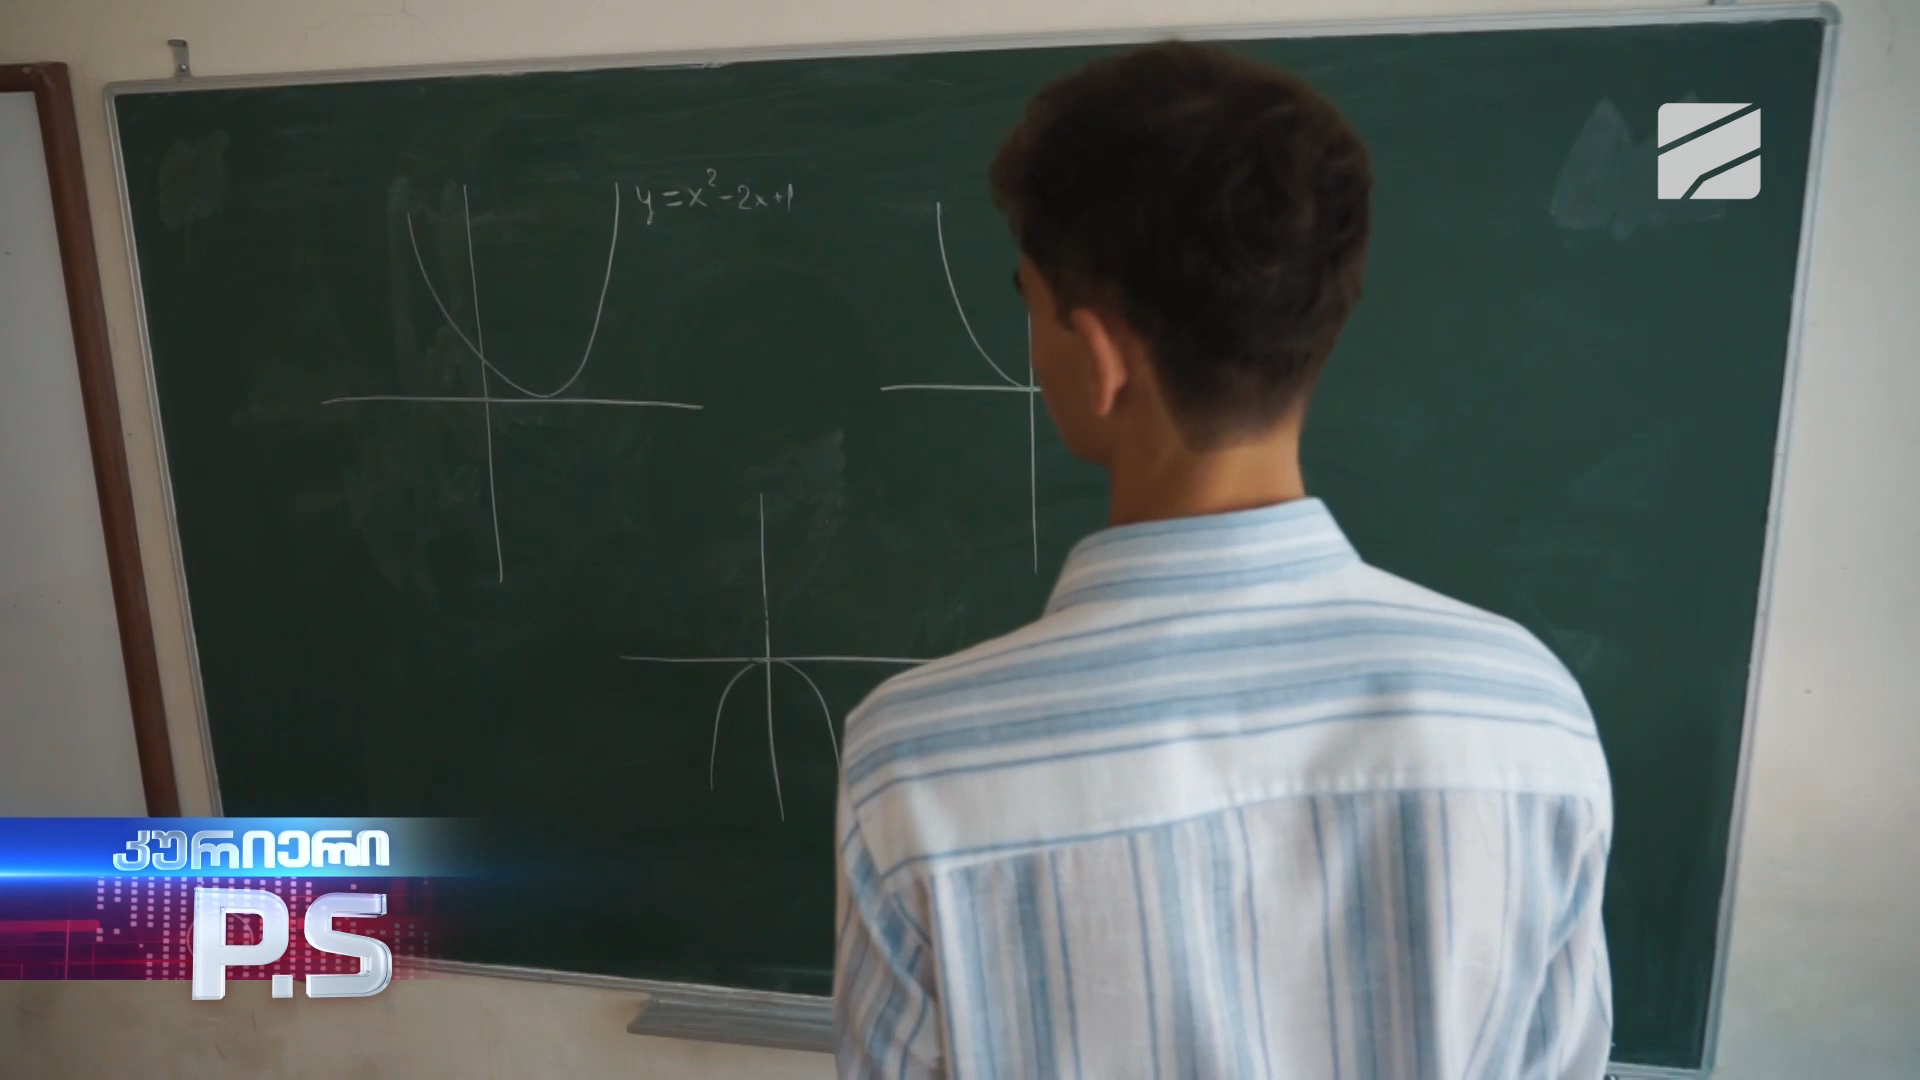 y = x² - 2x + 1
კურიერი
P.S